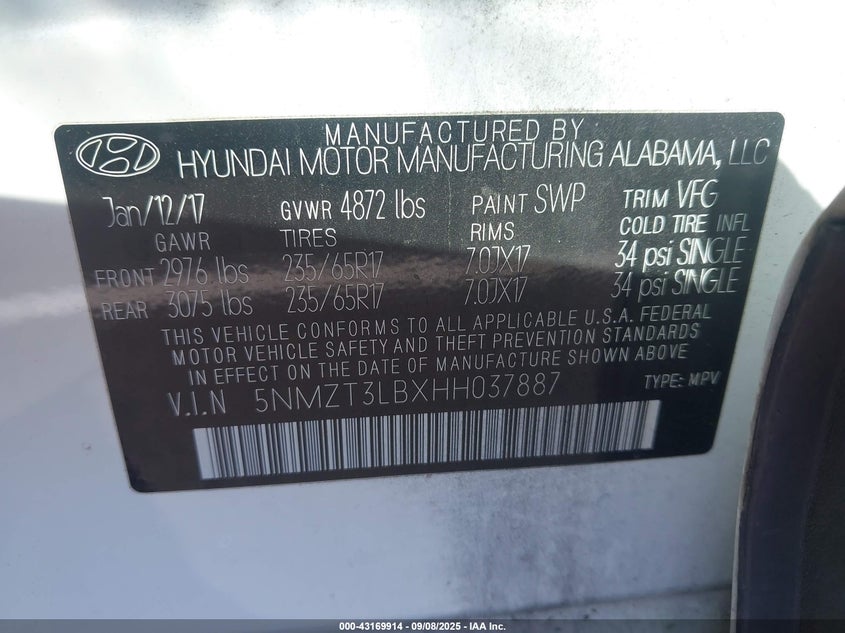 MANUFACTURED BY
HYUNDAI MOTOR MANUFACTURING ALABAMA, LLC
Jan/12/17 GVWR 4872 lbs PAINT SWP TRIM VFG
GAWR TIRES RIMS COLD TIRE INFL
FRONT 2976 lbs 235/65R17 7.0JX17 34 psi SINGLE
REAR 3075 lbs 235/65R17 7.0JX17 34 psi SINGLE
THIS VEHICLE CONFORMS TO ALL APPLICABLE U.S.A. FEDERAL
MOTOR VEHICLE SAFETY AND THEFT PREVENTION STANDARDS
IN EFFECT ON THE DATE OF MANUFACTURE SHOWN ABOVE
V.I.N 5NMZT3LBXHH037887 TYPE: MPV
000-43169914 - 09/08/2025 - IAA Inc.